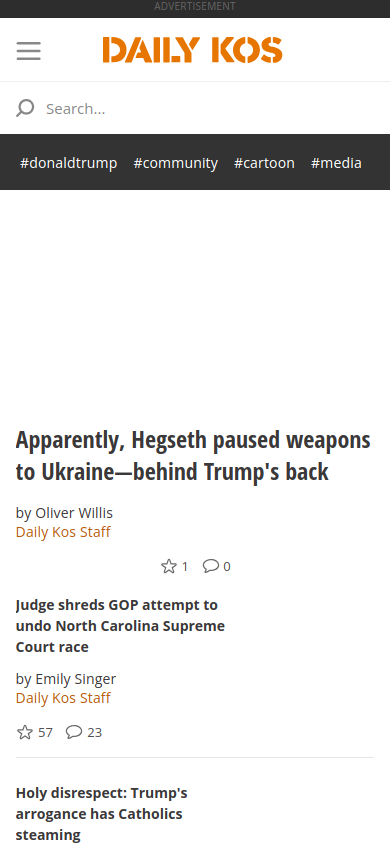 ADVERTISEMENT
DAILY KOS
Search...
#donaldtrump #community #cartoon #media
Apparently, Hegseth paused weapons
to Ukraine—behind Trump's back
by Oliver Willis
Daily Kos Staff
1 0
Judge shreds GOP attempt to
undo North Carolina Supreme
Court race
by Emily Singer
Daily Kos Staff
57 23
Holy disrespect: Trump's
arrogance has Catholics
steaming